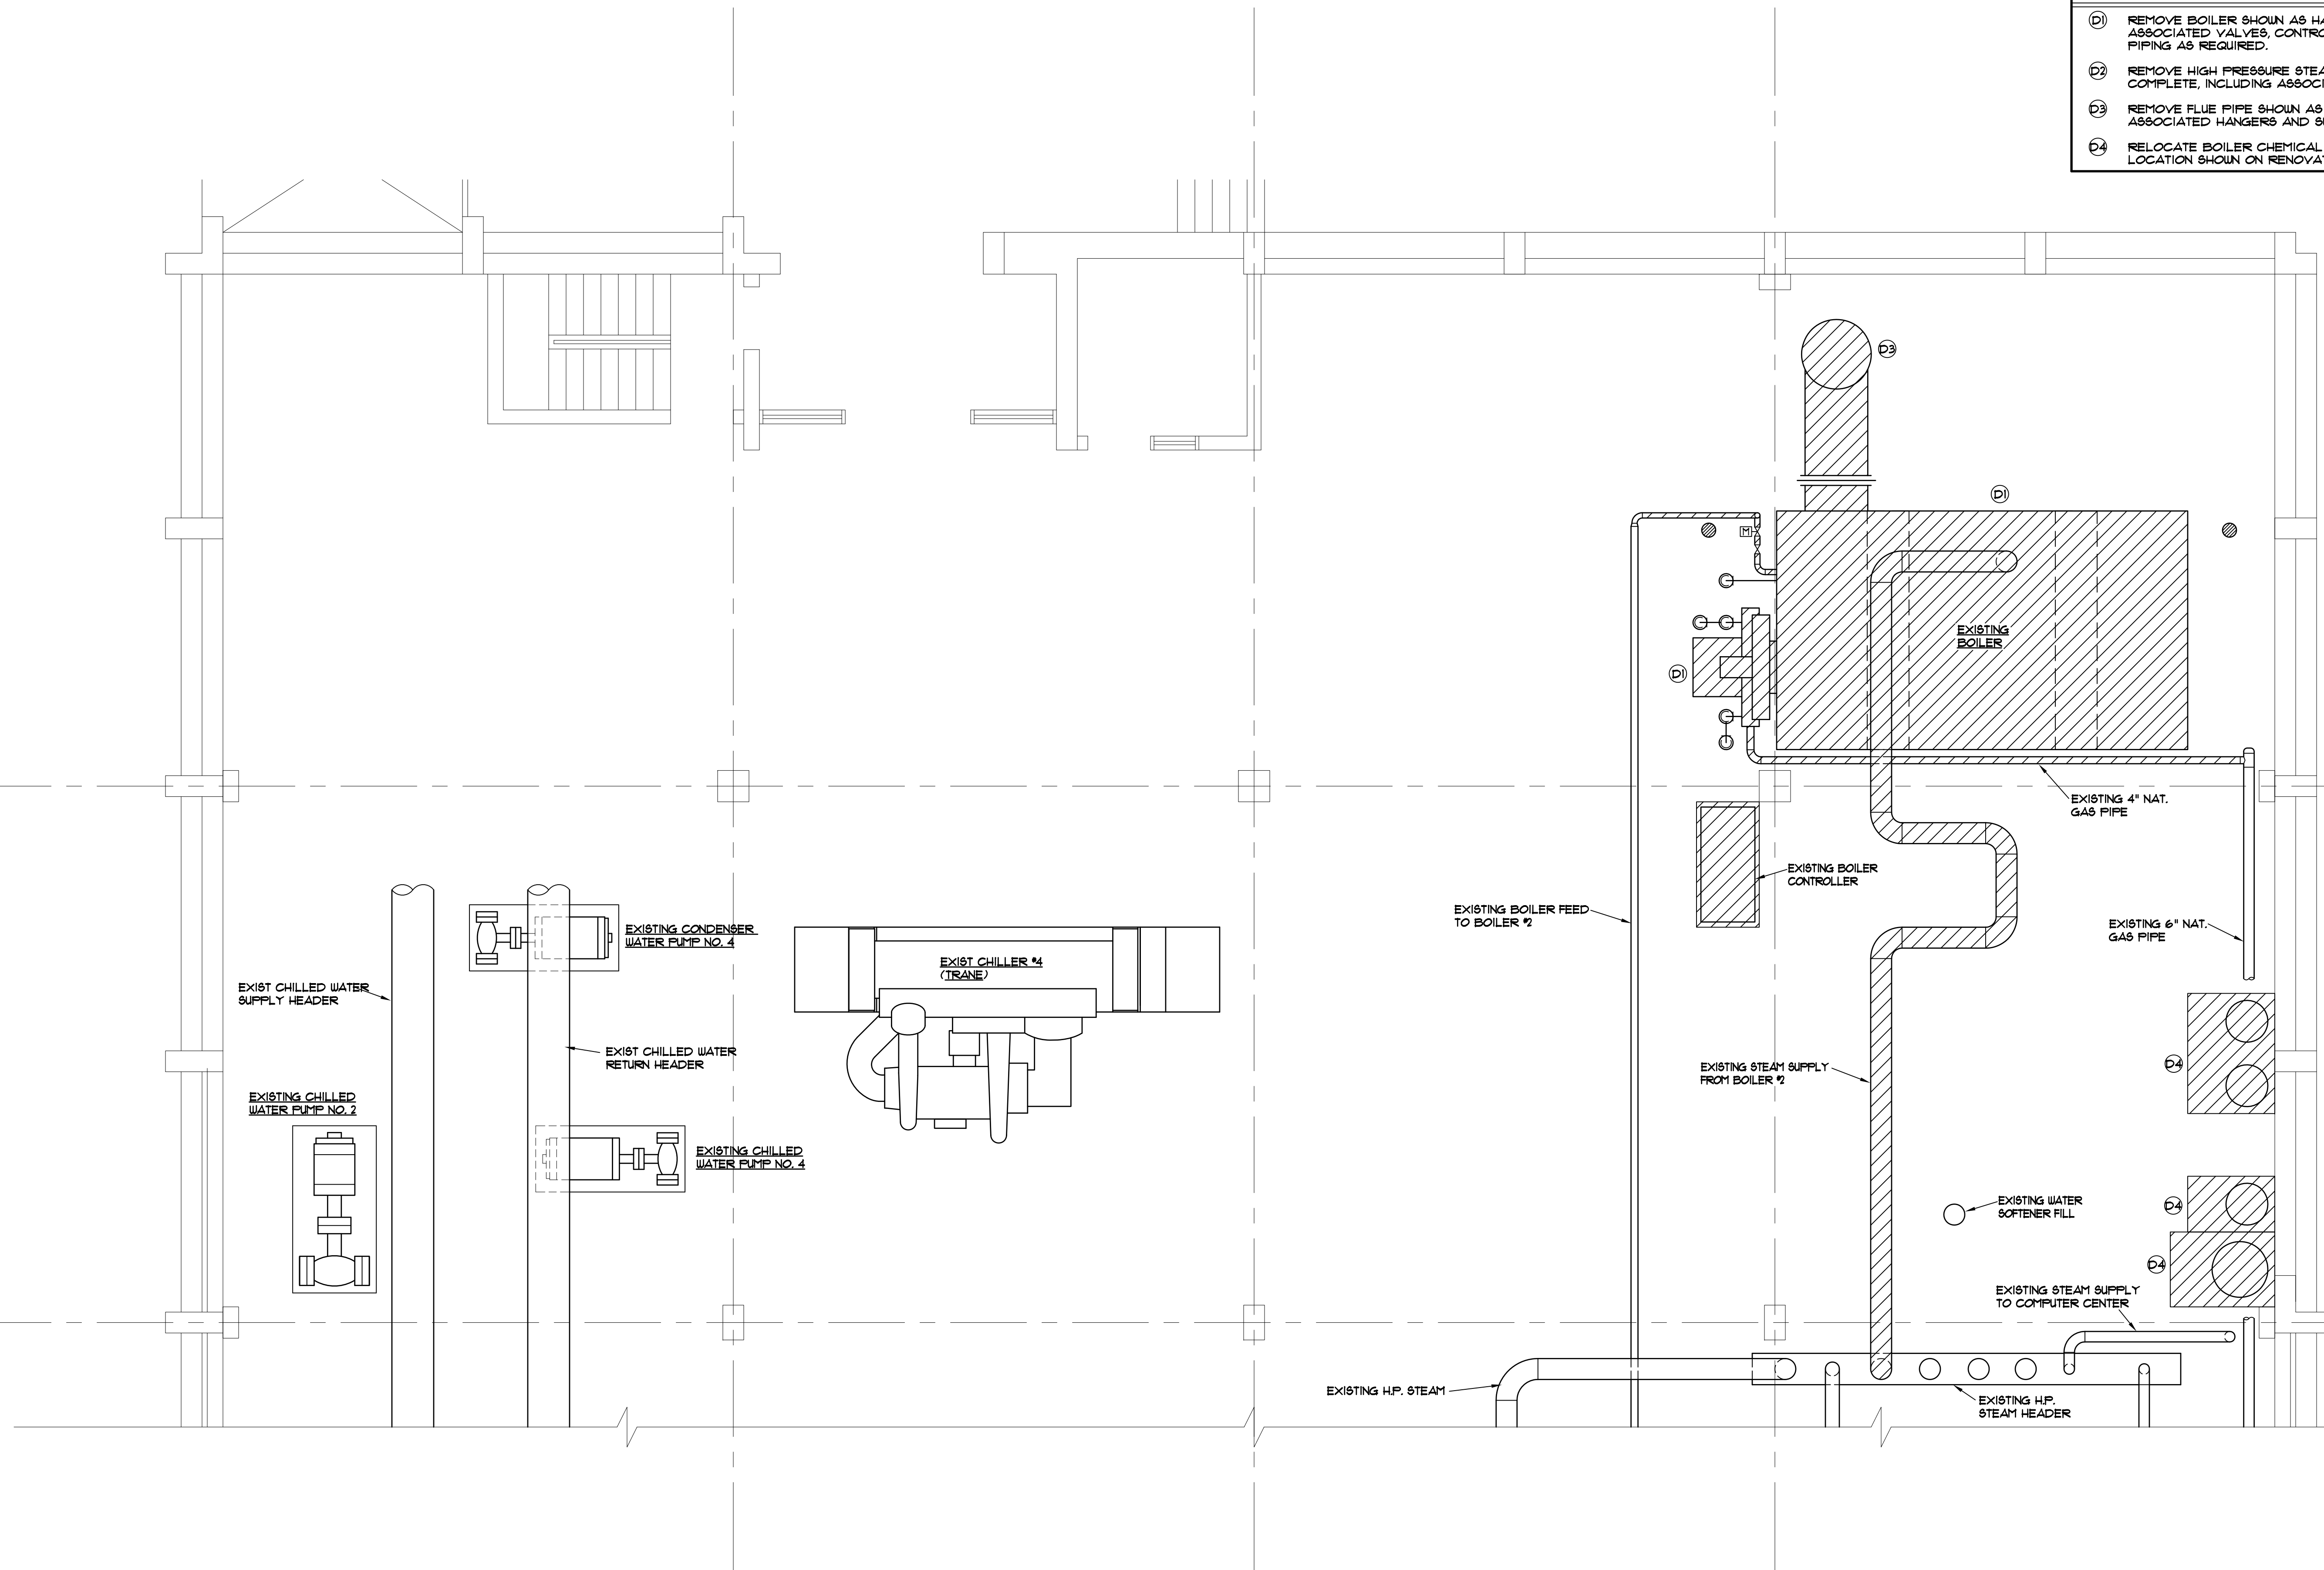 D1 REMOVE BOILER SHOWN AS
ASSOCIATED VALVES,
PIPING AS REQUIRED.
D2 REMOVE HIGH PRESSURE
COMPLETE, INCLUDING
D3 REMOVE FLUE PIPE SHOWN AS
ASSOCIATED HANGERS AND
D4 RELOCATE BOILER CHEMICAL
LOCATION SHOWN ON
D3
D1
M
EXISTING
BOILER
D1
EXISTING 4" NAT.
GAS PIPE
EXISTING BOILER
CONTROLLER
EXISTING BOILER FEED
TO BOILER #2
EXISTING 6" NAT.
GAS PIPE
EXISTING CONDENSER
WATER PUMP NO. 4
EXIST CHILLER #4
(TRANE)
EXIST CHILLED WATER
SUPPLY HEADER
EXIST CHILLED WATER
RETURN HEADER
EXISTING STEAM SUPPLY
FROM BOILER #2
D4
EXISTING CHILLED
WATER PUMP NO. 2
EXISTING CHILLED
WATER PUMP NO. 4
EXISTING WATER
SOFTENER FILL
D4
D4
EXISTING STEAM SUPPLY
TO COMPUTER CENTER
EXISTING H.P. STEAM
EXISTING H.P.
STEAM HEADER